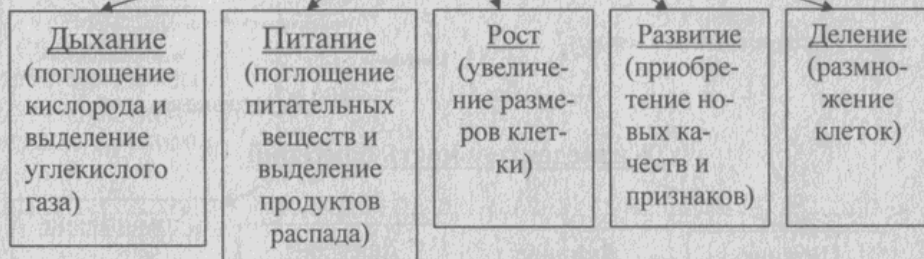 Дыхание
(поглощение
кислорода и
выделение
углекислого
газа)
Питание
(поглощение
питательных
веществ и
выделение
продуктов
распада)
Рост
(увеличе-
ние разме-
ров клет-
ки)
Развитие
(приобре-
тение но-
вых ка-
честв и
признаков)
Деление
(размно-
жение
клеток)